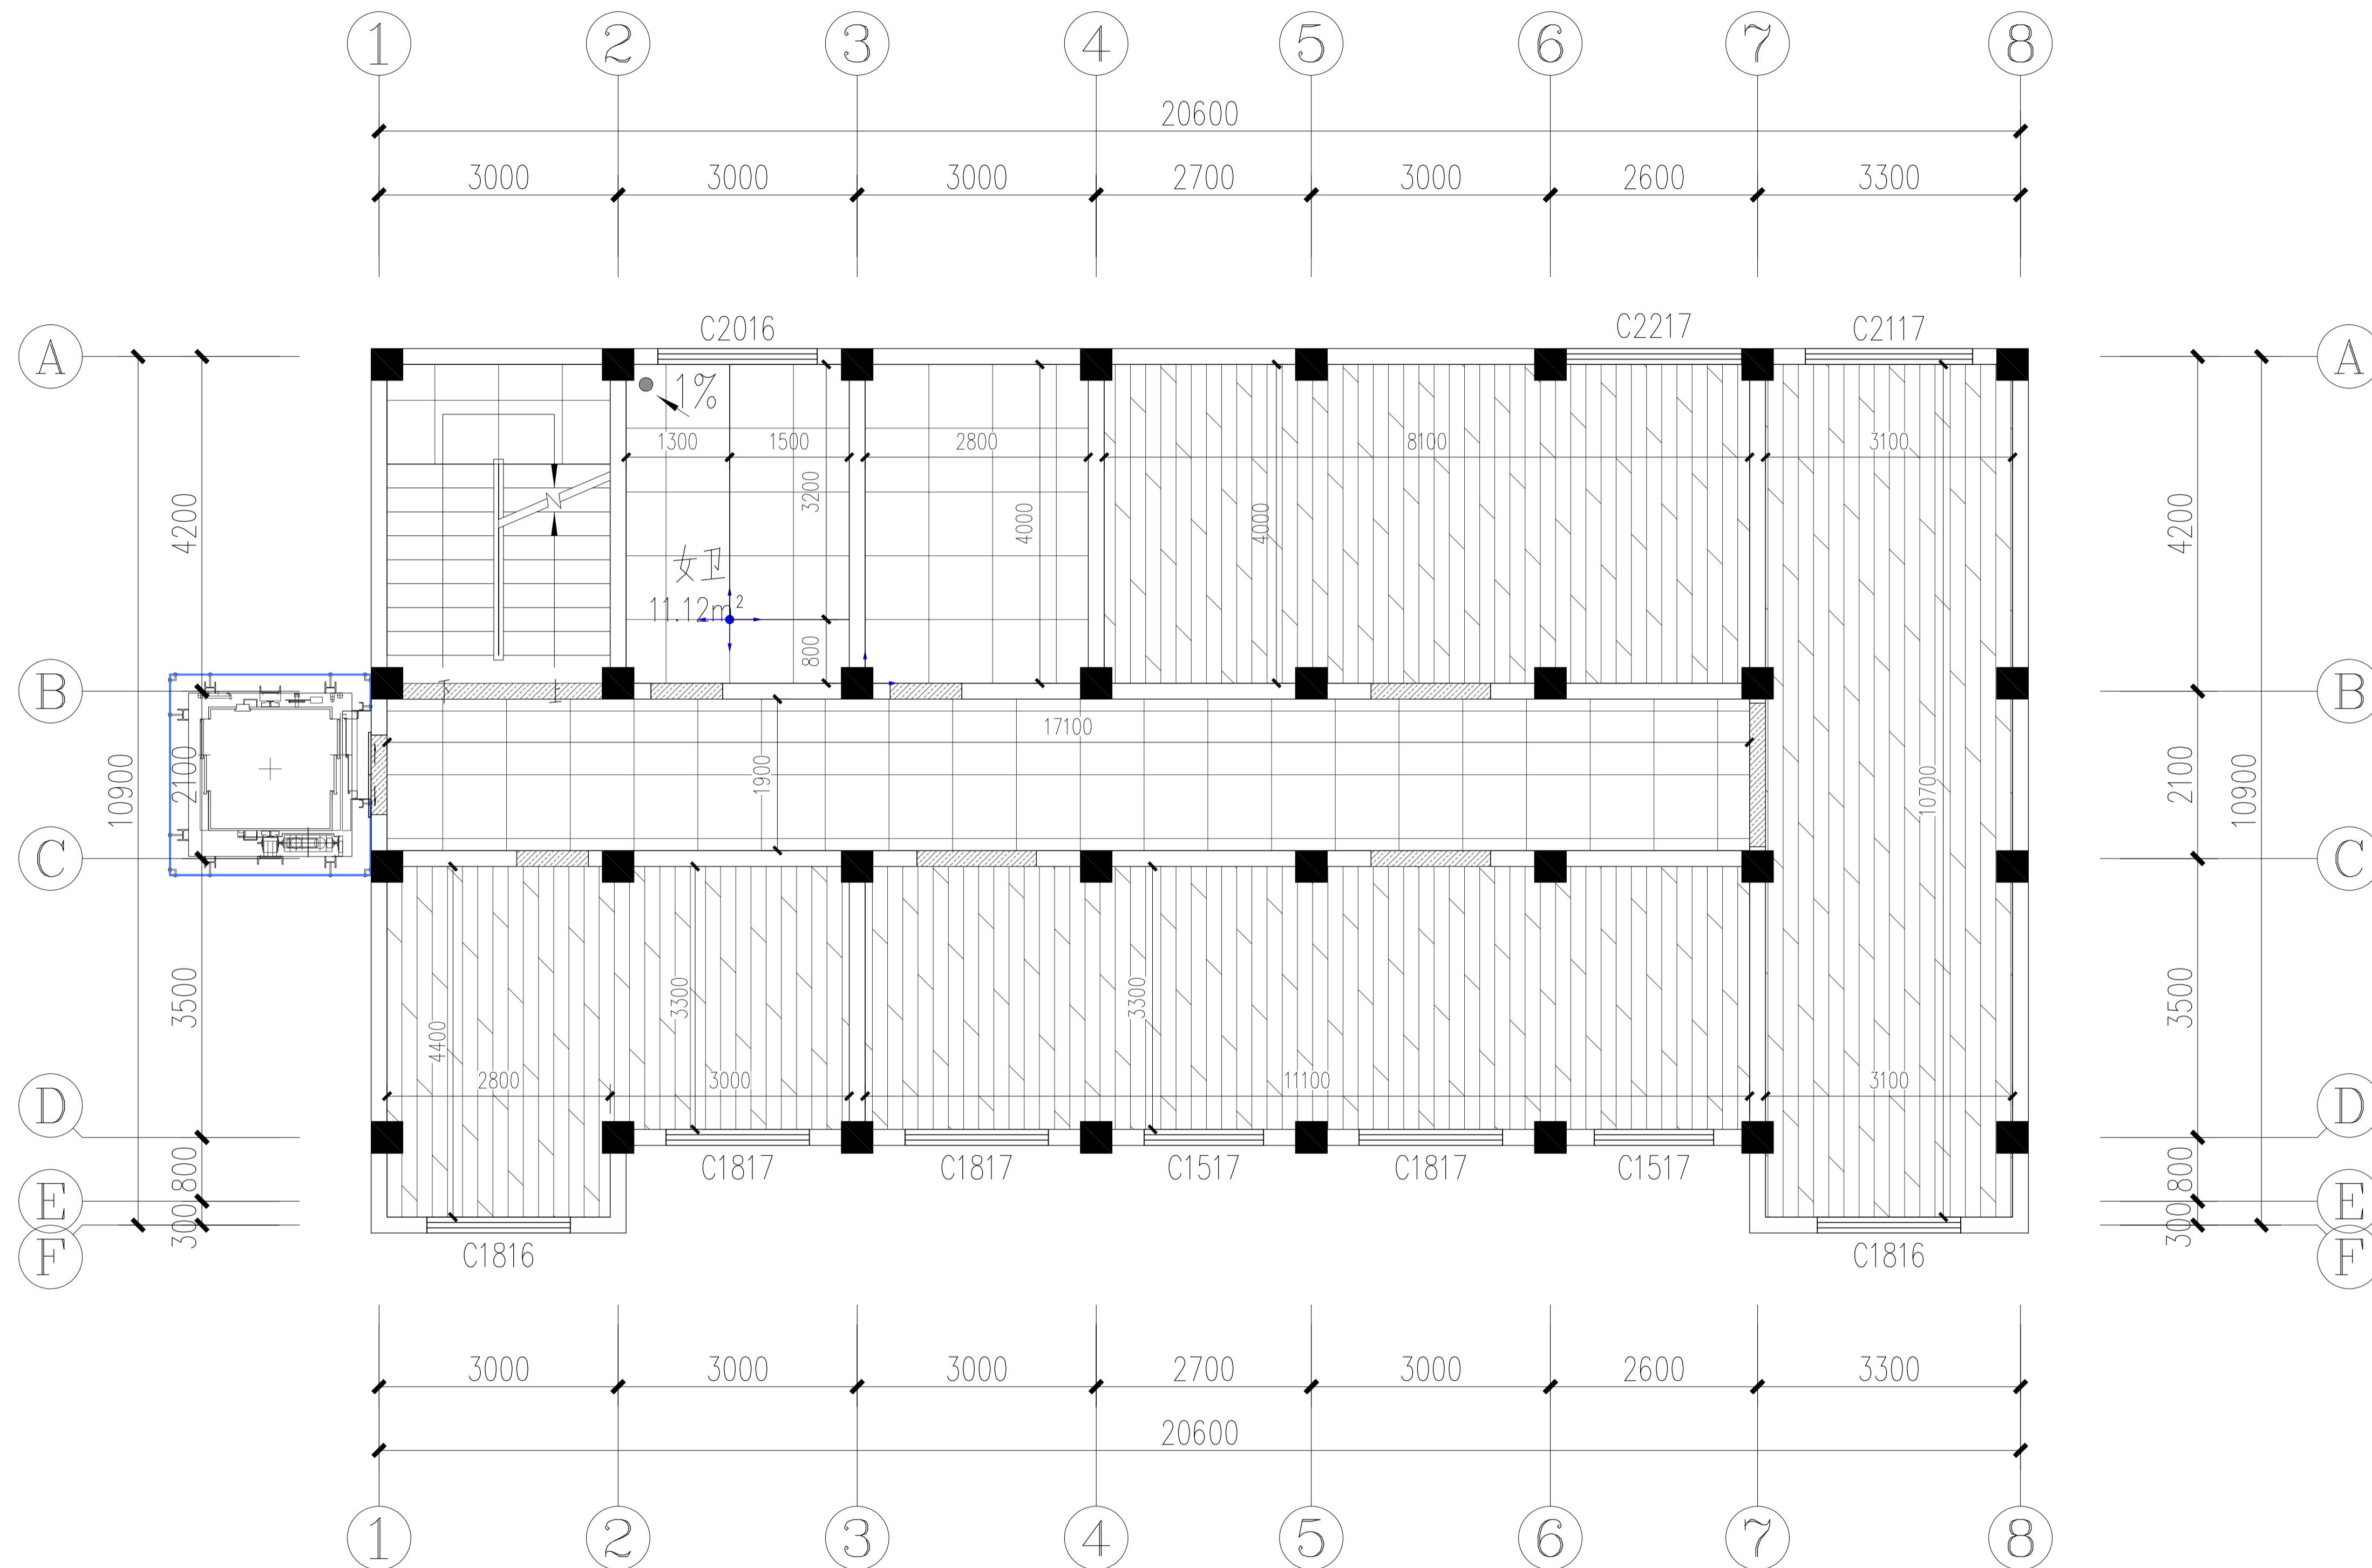 1 2 3 4 5 6 7 8
20600
3000 3000 3000 2700 3000 2600 3300
C2016 C2217 C2117
A A
1%
1300 1500 2800 8100 3100
3200 4000 4000
4200 4200
女卫
11.12m²
800
B B
下 上
17100
10900 2100 1900 10700 2100 10900
C C
3500 4400 3300 3300 3500
2800 3000 11100 3100
D D
C1817 C1817 C1517 C1817 C1517
800 800
E E
300 300
F F
C1816 C1816
3000 3000 3000 2700 3000 2600 3300
20600
1 2 3 4 5 6 7 8